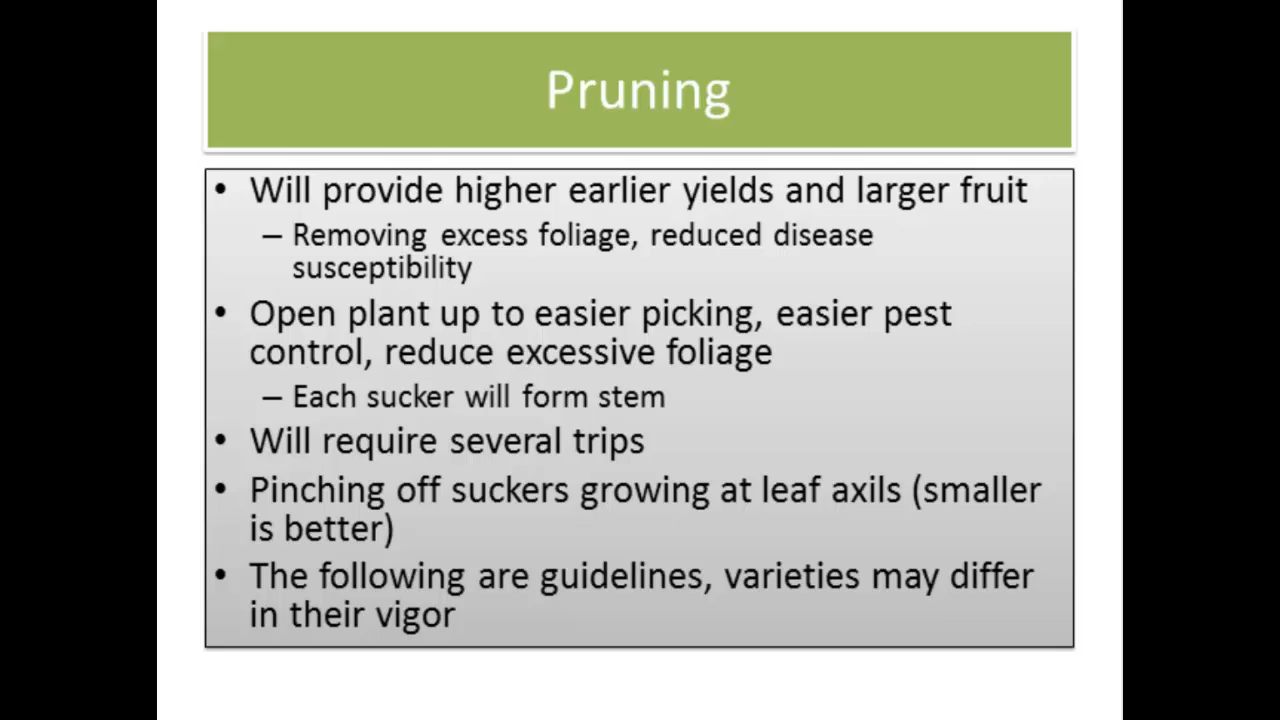 Pruning
• Will provide higher earlier yields and larger fruit
– Removing excess foliage, reduced disease
susceptibility
• Open plant up to easier picking, easier pest
control, reduce excessive foliage
– Each sucker will form stem
• Will require several trips
• Pinching off suckers growing at leaf axils (smaller
is better)
• The following are guidelines, varieties may differ
in their vigor